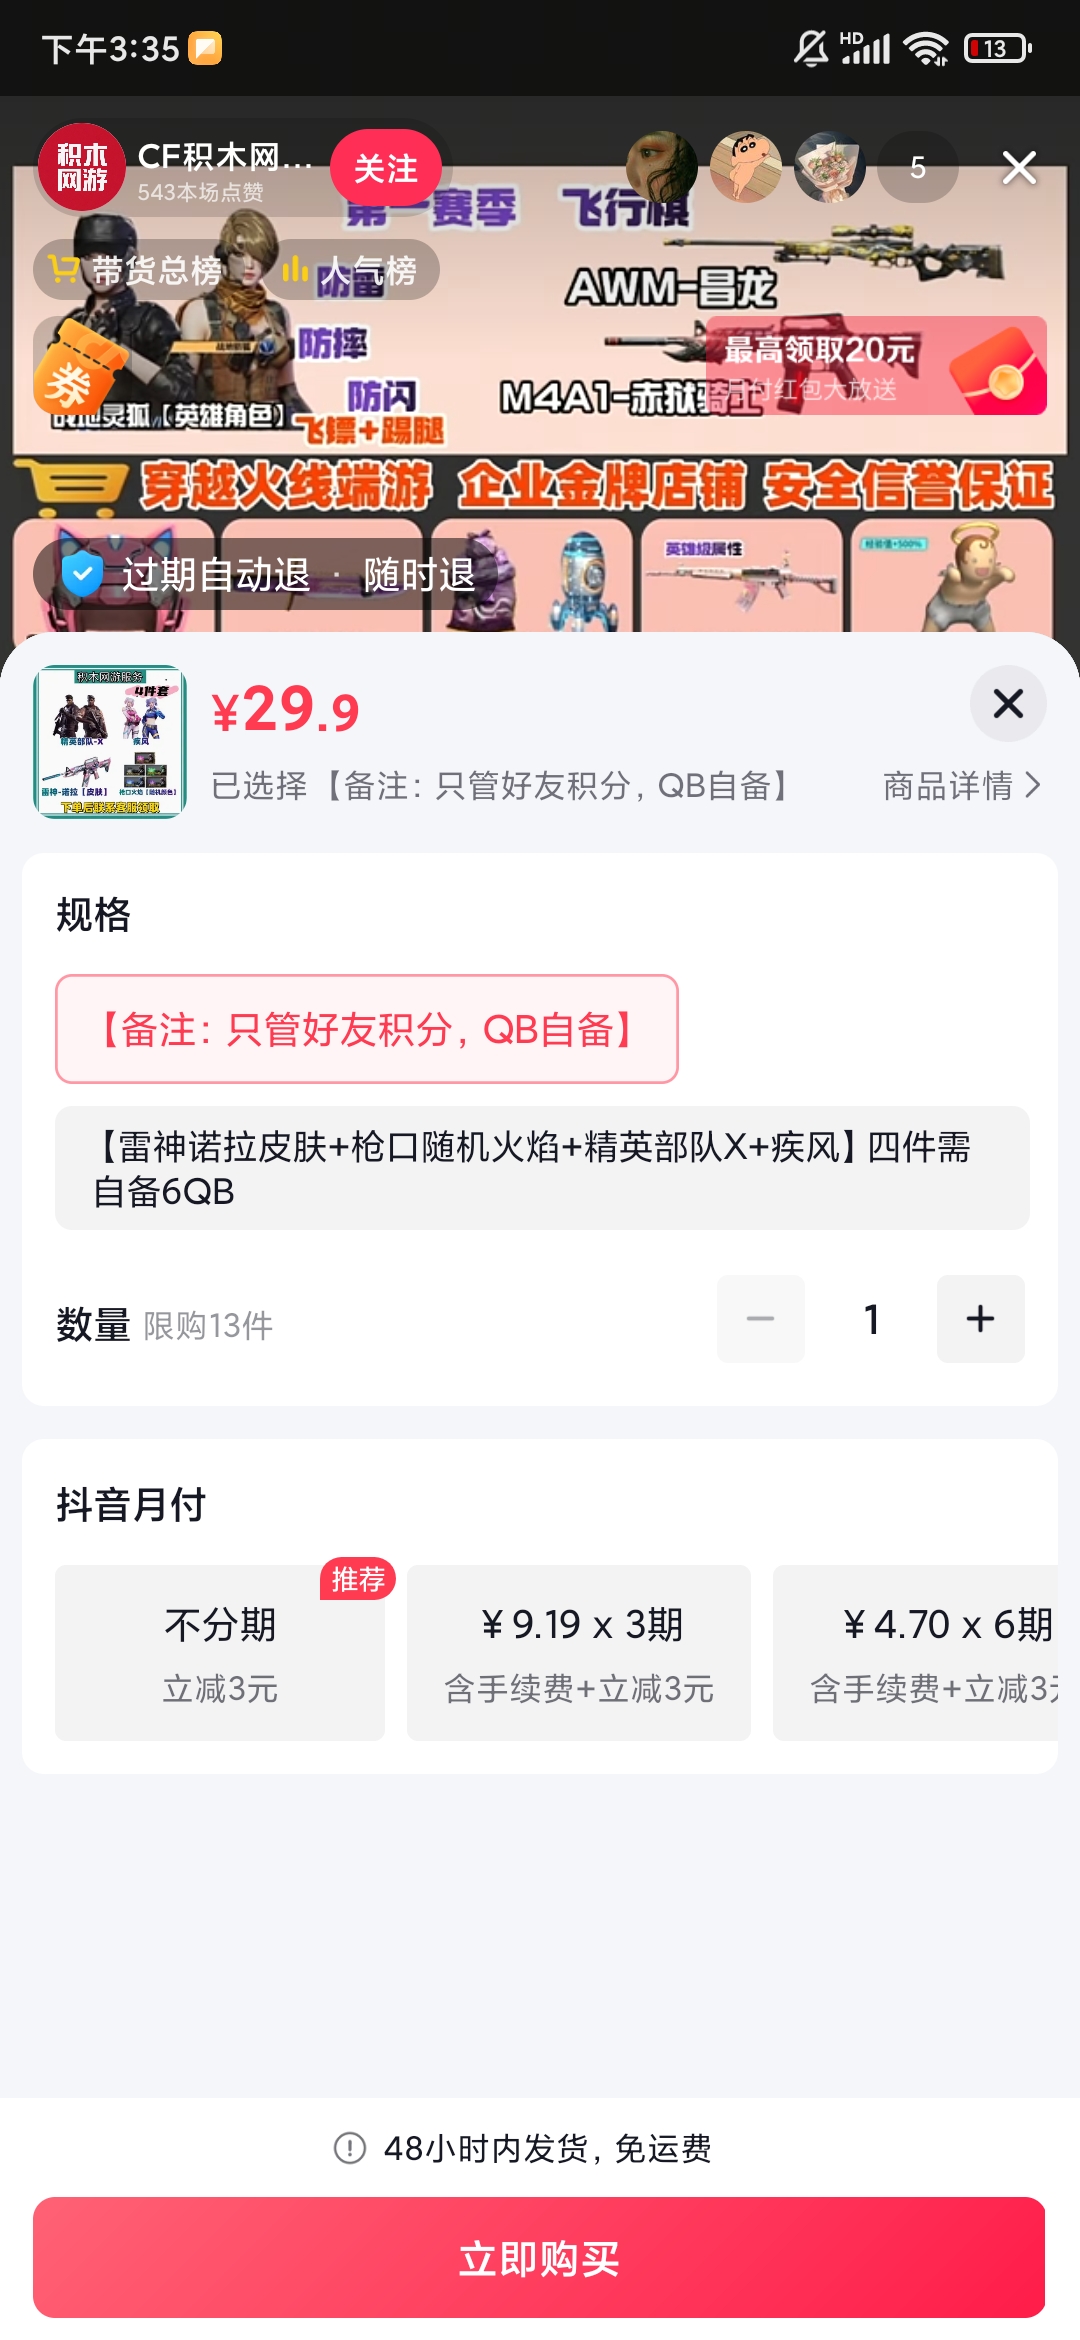 下午3:35
HD
13
积木
网游
CF积木网...
543本场点赞
关注
5
第一赛季 飞行棋
带货总榜
人气榜
防雷
AWM-昌龙
防摔
最高领取20元
券
防闪
M4A1-赤狱骑士
月付红包大放送
战地灵狐【英雄角色】
飞镖+踢腿
穿越火线端游 企业金牌店铺 安全信誉保证
英雄级属性
经验值+500%
过期自动退 · 随时退
积木网游服务
4件套
精英部队-X
疾风
雷神-诺拉【皮肤】
枪口火焰【随机颜色】
下单后联系客服领取
¥29.9
已选择【备注：只管好友积分，QB自备】
商品详情
规格
【备注：只管好友积分，QB自备】
【雷神诺拉皮肤+枪口随机火焰+精英部队X+疾风】四件需
自备6QB
数量 限购13件
1
抖音月付
推荐
不分期
立减3元
¥9.19 x 3期
含手续费+立减3元
¥4.70 x 6期
含手续费+立减3
48小时内发货，免运费
立即购买